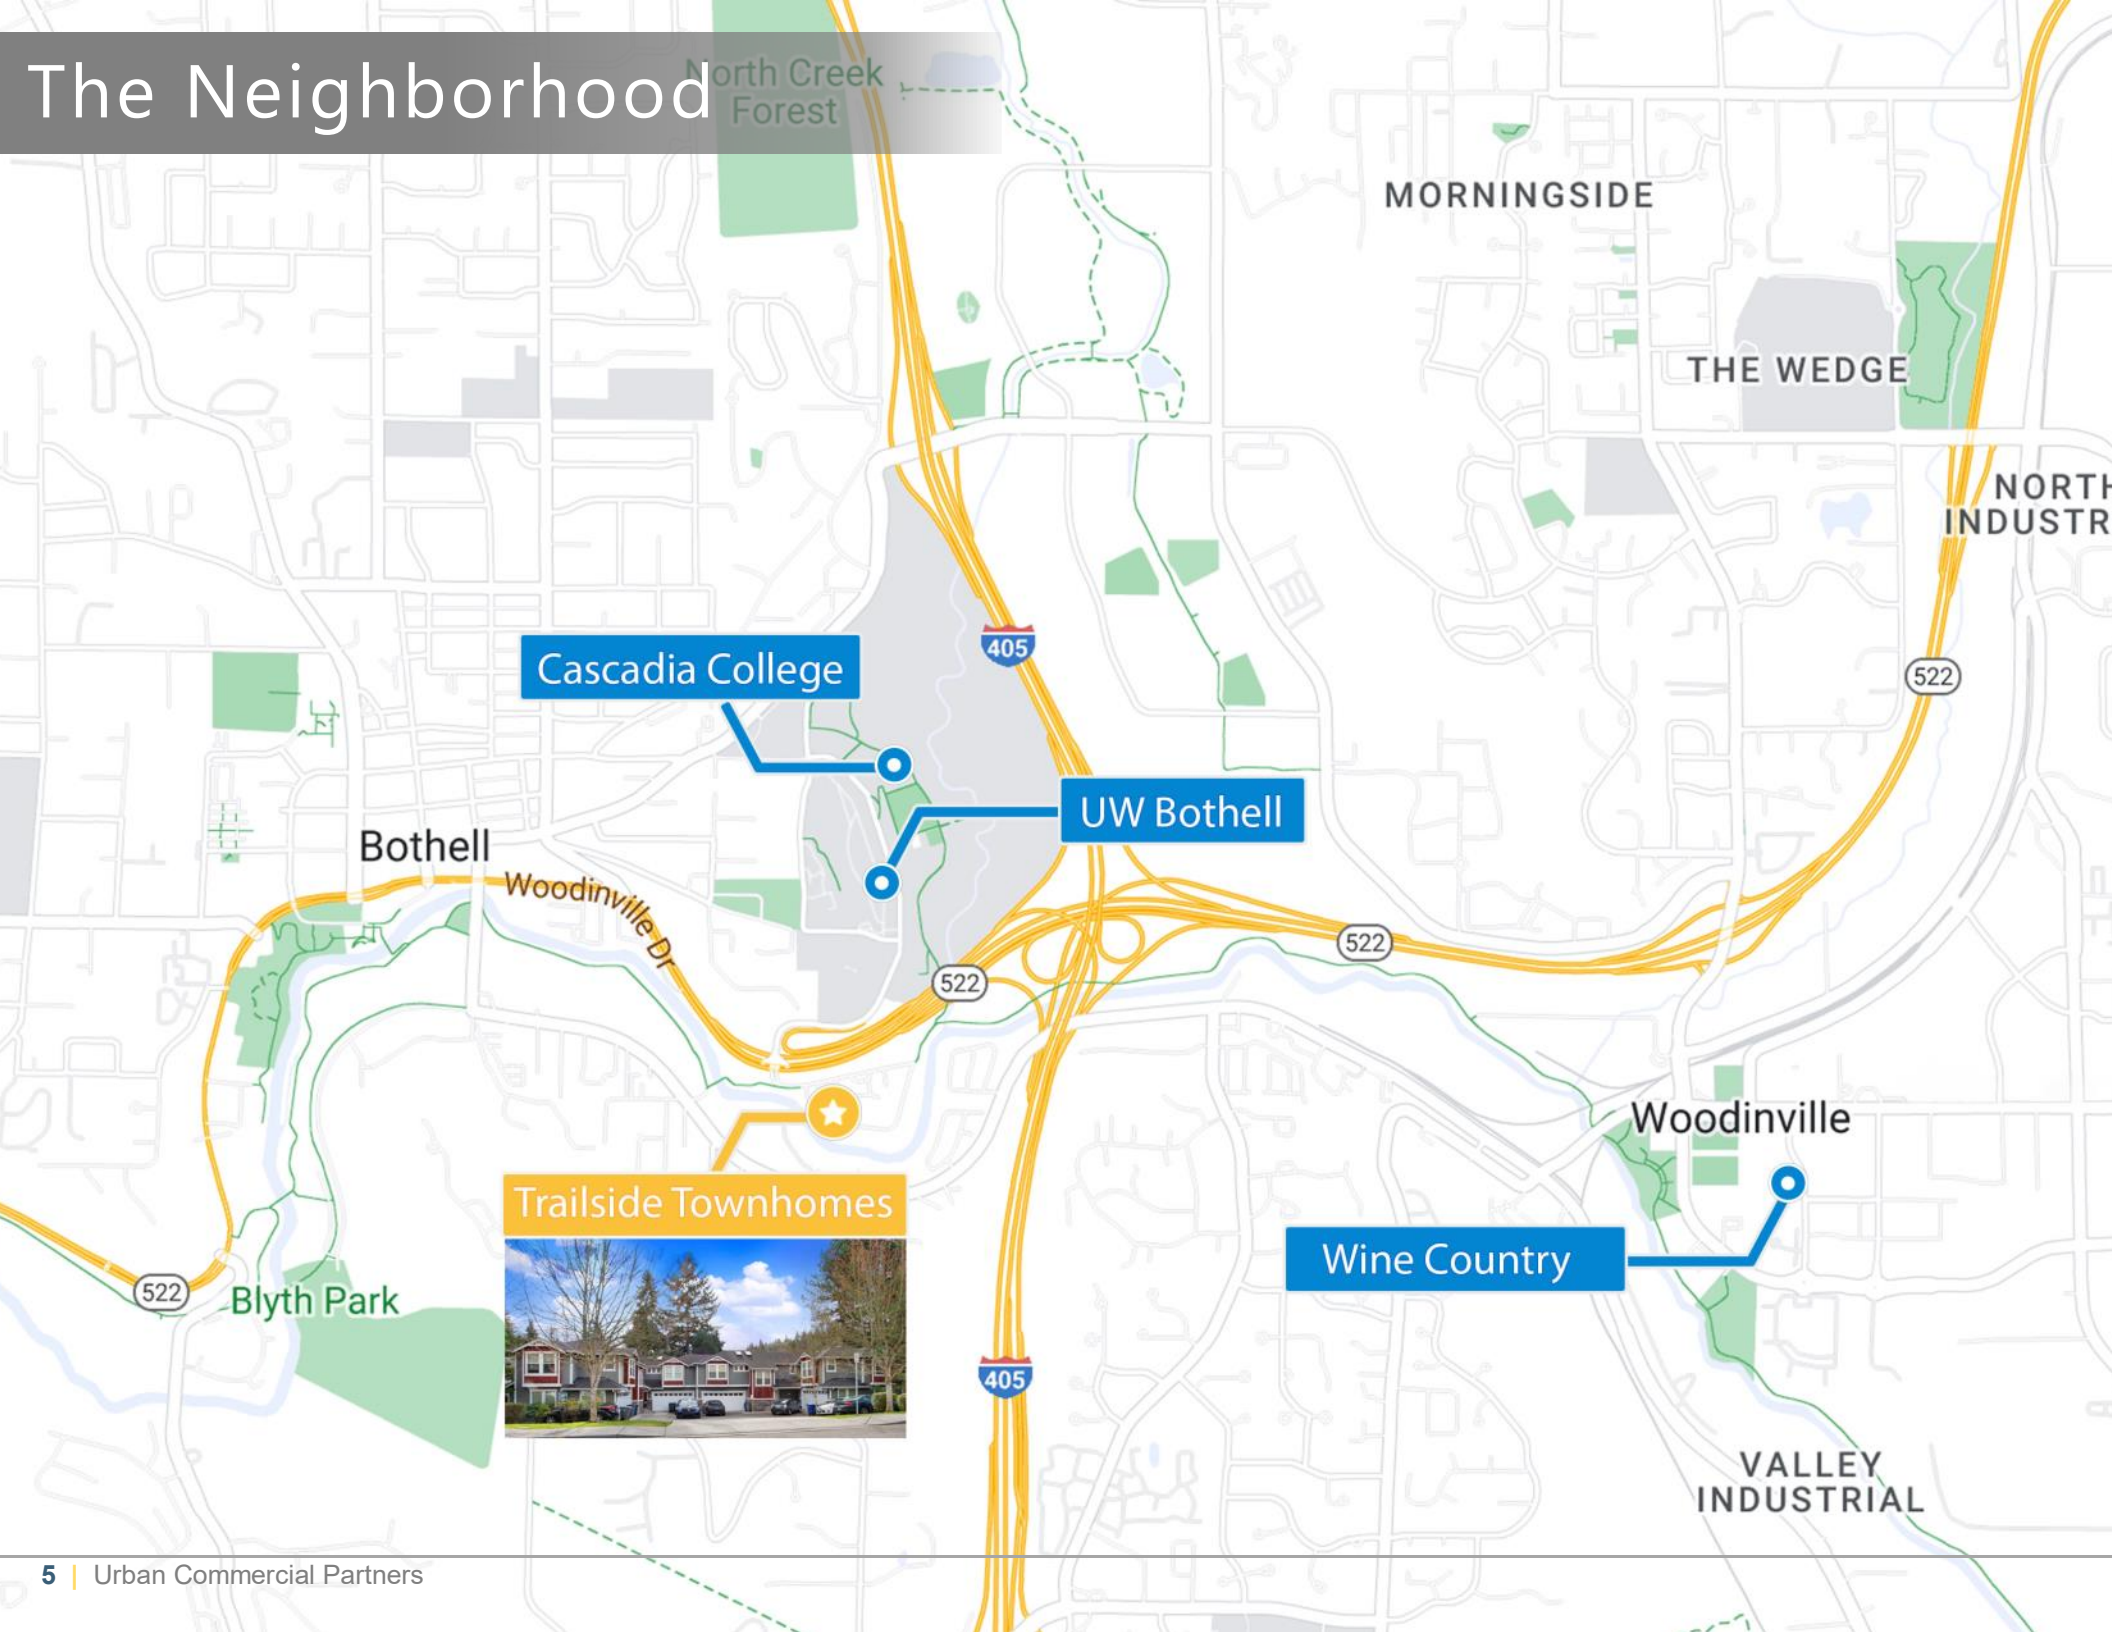 The Neighborhood
North Creek
Forest
MORNINGSIDE
THE WEDGE
NORTH
INDUSTR
405
Cascadia College
522
UW Bothell
Bothell
Woodinville Dr
522
522
Woodinville
Trailside Townhomes
Wine Country
522
Blyth Park
405
VALLEY
INDUSTRIAL
5 | Urban Commercial Partners